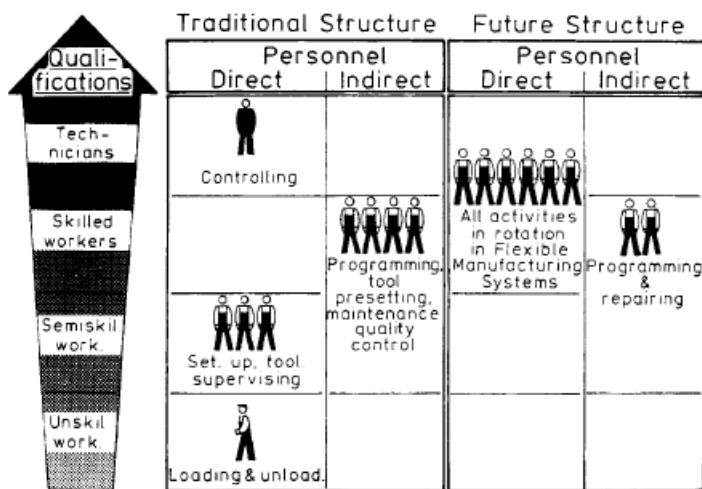 Traditional Structure
Future Structure
Quali-
fications
Personnel
Direct
Indirect
Personnel
Direct
Indirect
Tech-
nicians
Controlling
Skilled
workers
Programming,
tool
presetting,
maintenance
quality
control
All activities
in rotation
in Flexible
Manufacturing
Systems
Programming
&
repairing
Semiskil
work.
Set. up, tool.
supervising
Unskil
work.
Loading & unload.